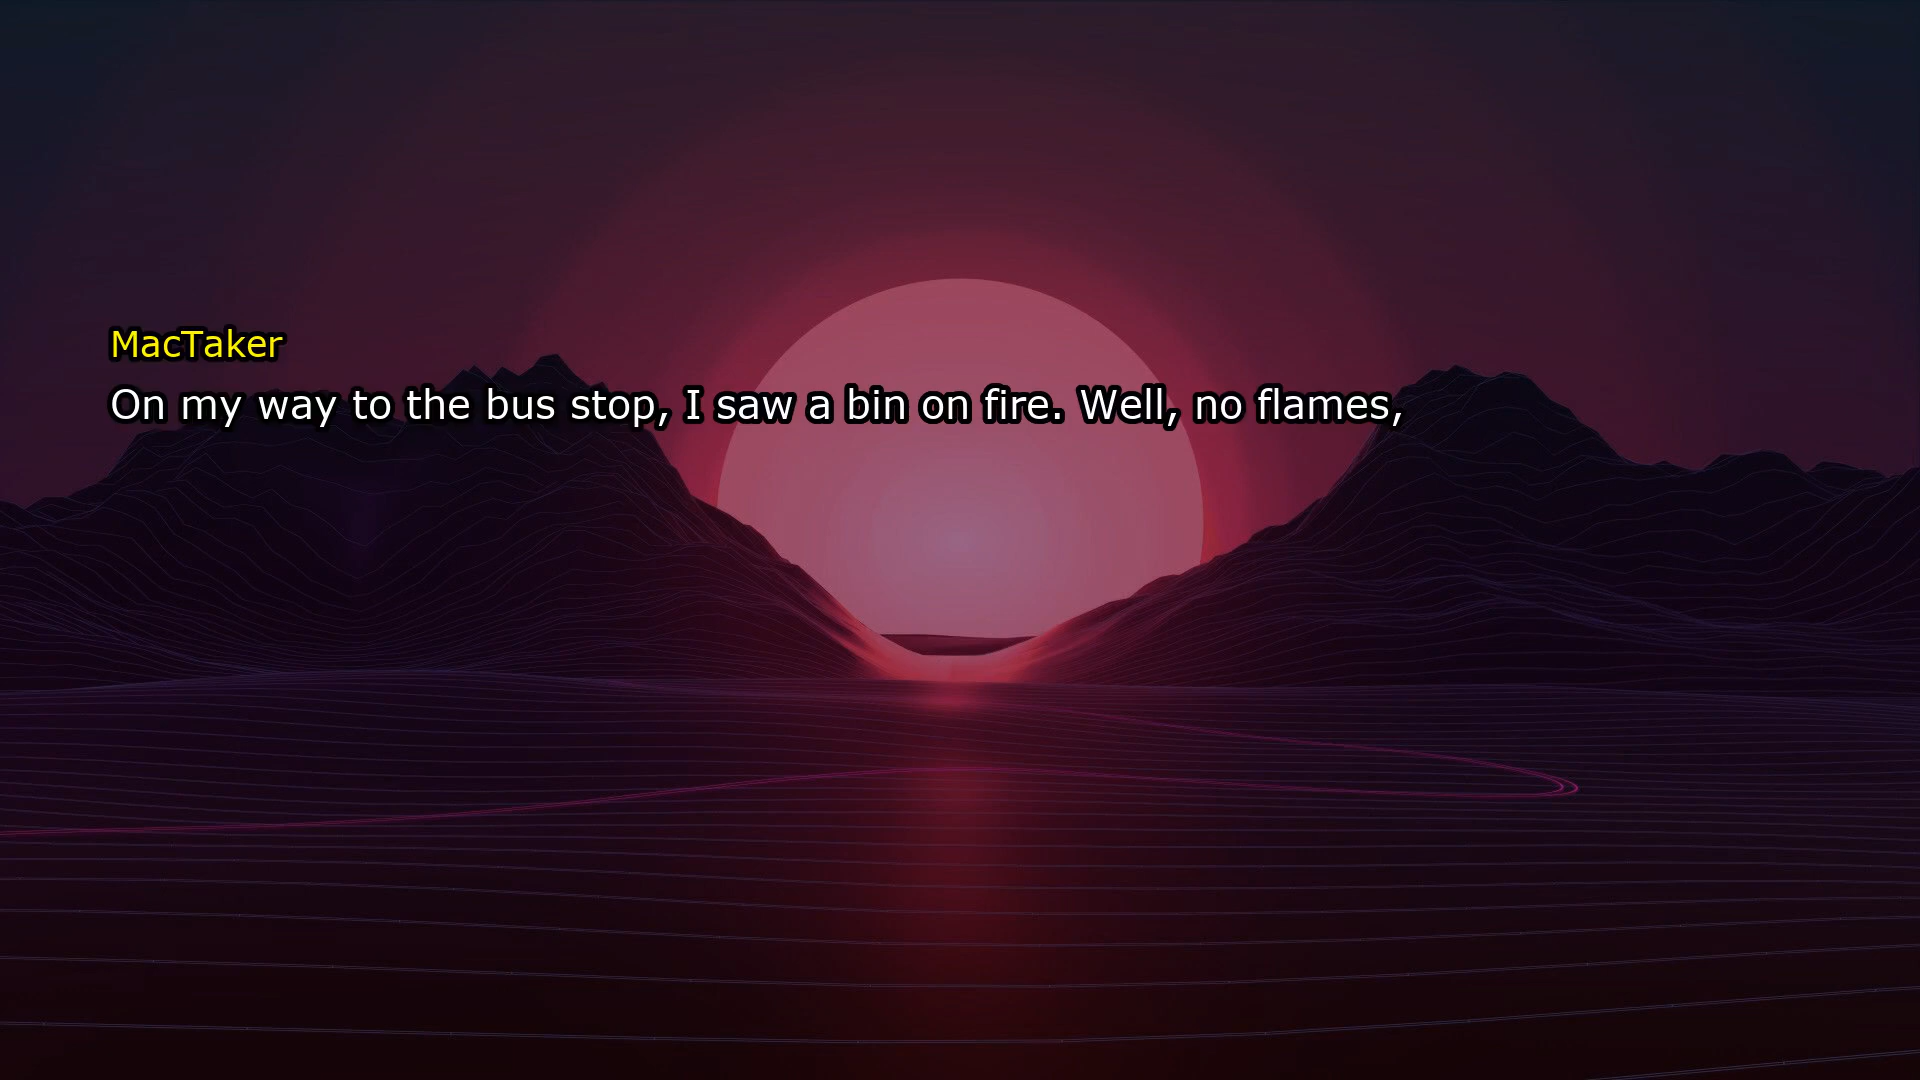 MacTaker
On my way to the bus stop, I saw a bin on fire. Well, no flames,